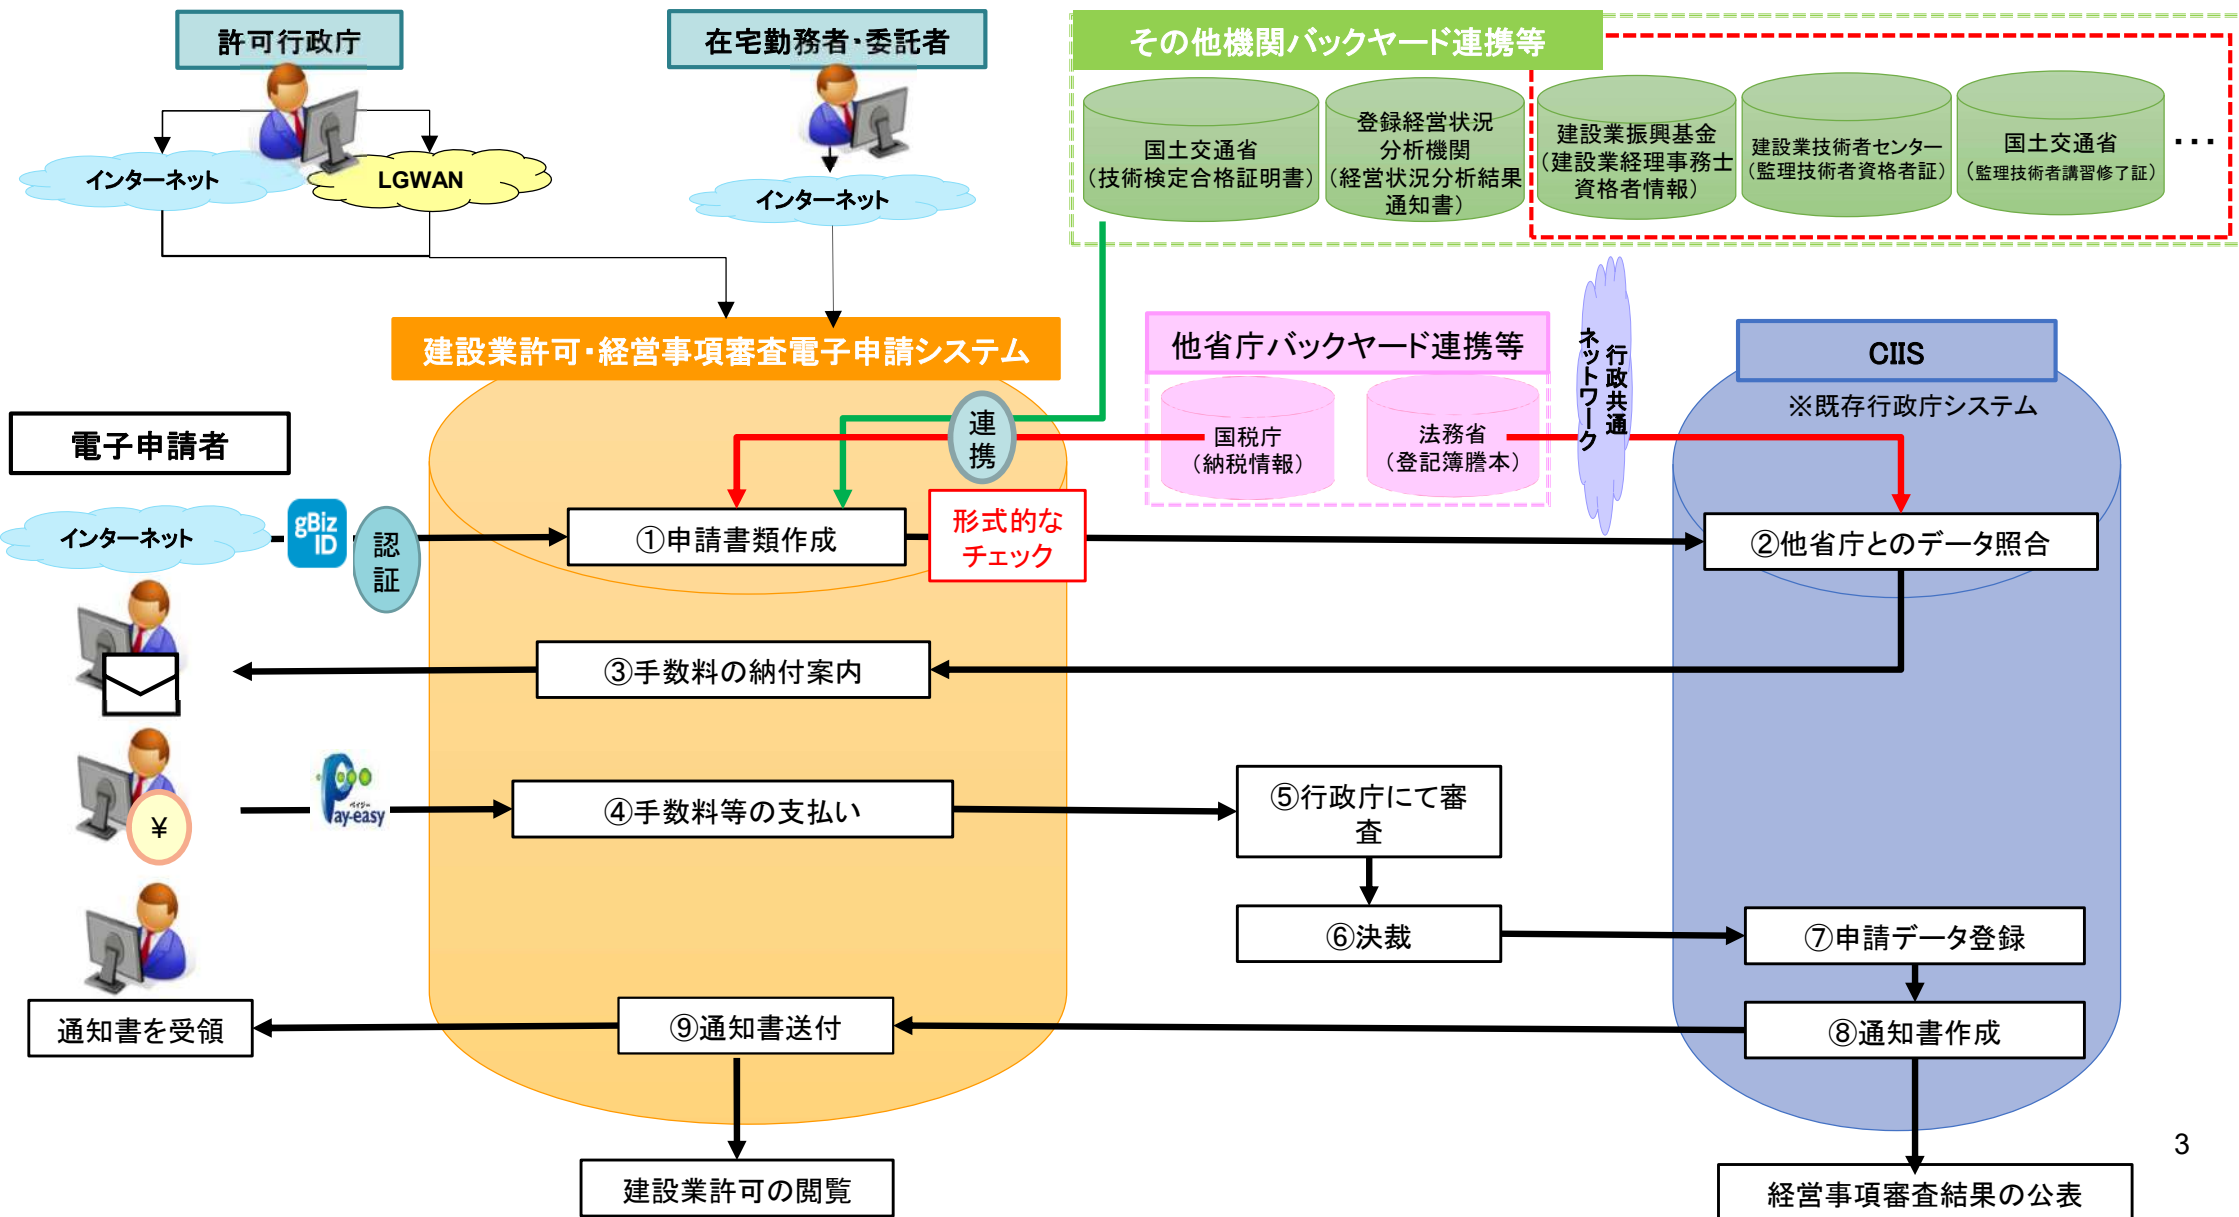 許可行政庁
在宅勤務者・委託者
その他機関バックヤード連携等
インターネット
LGWAN
インターネット
国土交通省
（技術検定合格証明書）
登録経営状況
分析機関
（経営状況分析結果
通知書）
建設業振興基金
（建設業経理事務士
資格者情報）
建設業技術者センター
（監理技術者資格者証）
国土交通省
（監理技術者講習修了証）
・・・
建設業許可・経営事項審査電子申請システム
他省庁バックヤード連携等
国税庁
（納税情報）
法務省
（登記簿謄本）
行政共通
ネットワーク
CIIS
※既存行政庁システム
連
携
電子申請者
インターネット
gBiz
ID
認
証
①申請書類作成
形式的な
チェック
②他省庁とのデータ照合
③手数料の納付案内
¥
ペイジー
Pay-easy
④手数料等の支払い
⑤行政庁にて審
査
⑥決裁
⑦申請データ登録
通知書を受領
⑨通知書送付
⑧通知書作成
建設業許可の閲覧
経営事項審査結果の公表
3